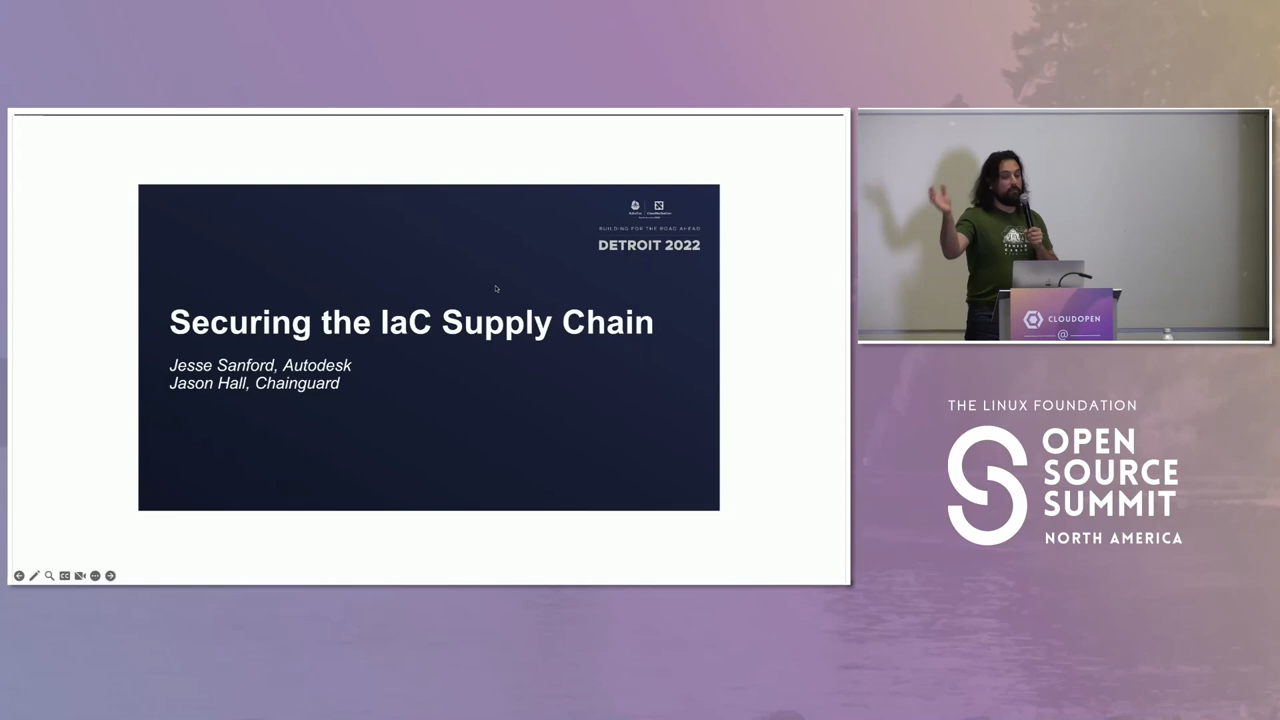 BUILDING FOR THE ROAD AHEAD
DETROIT 2022
Securing the IaC Supply Chain
Jesse Sanford, Autodesk
Jason Hall, Chainguard
CLOUDOPEN
@
THE LINUX FOUNDATION
OPEN
SOURCE
SUMMIT
NORTH AMERICA